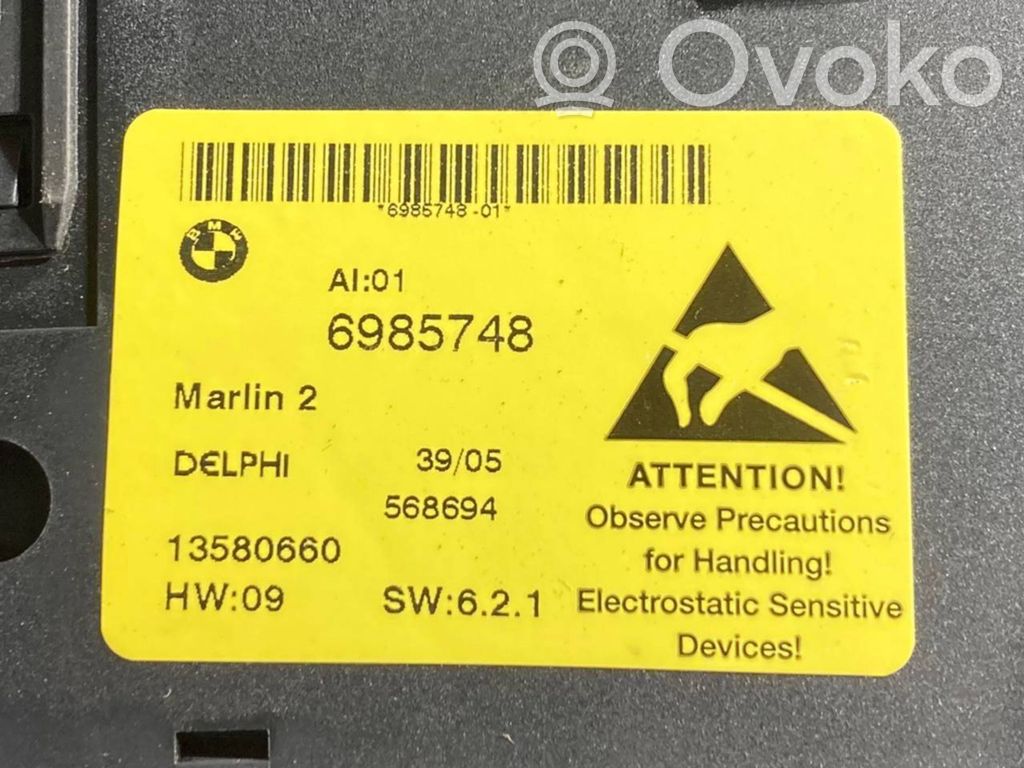 © Ovoko
*6985748-01*
BMW
AI:01
6985748
Marlin 2
DELPHI 39/05
568694
13580660
HW:09 SW:6.2.1
ATTENTION!
Observe Precautions
for Handling!
Electrostatic Sensitive
Devices!